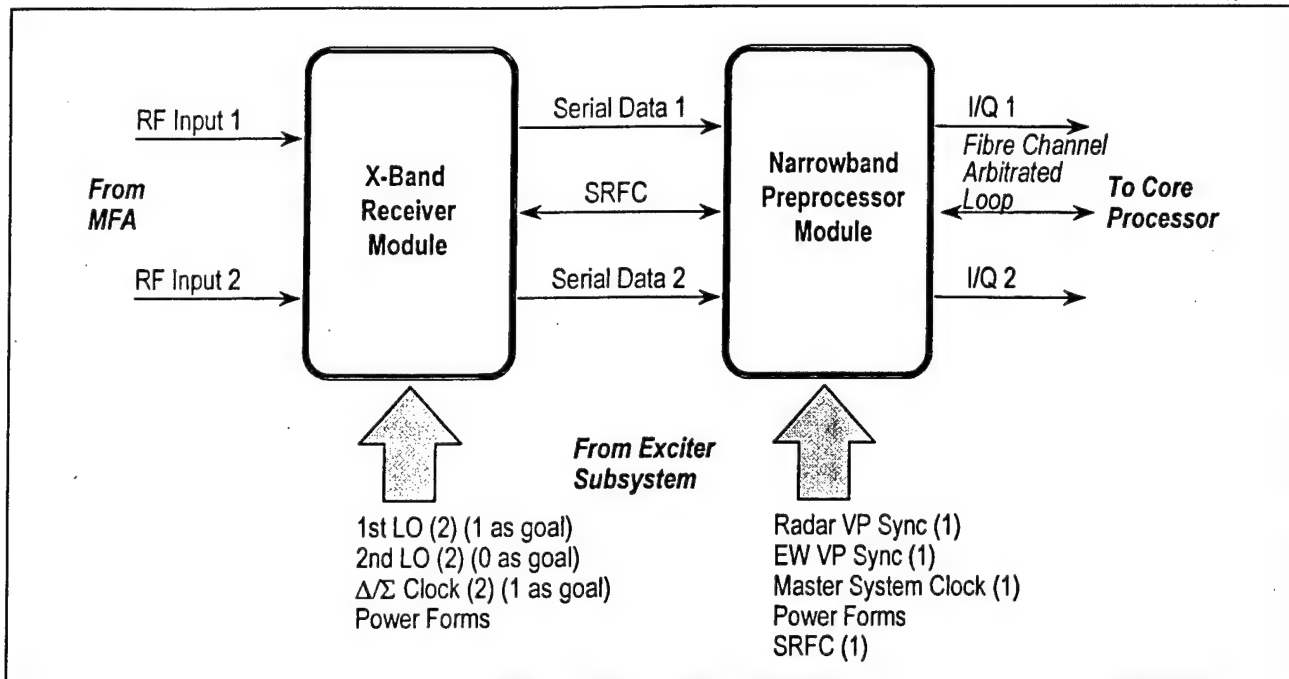 RF Input 1
From
MFA
RF Input 2
X-Band
Receiver
Module
Serial Data 1
SRFC
Serial Data 2
Narrowband
Preprocessor
Module
I/Q 1
Fibre Channel
Arbitrated
Loop
To Core
Processor
I/Q 2
From Exciter
Subsystem
1st LO (2) (1 as goal)
2nd LO (2) (0 as goal)
Δ/Σ Clock (2) (1 as goal)
Power Forms
Radar VP Sync (1)
EW VP Sync (1)
Master System Clock (1)
Power Forms
SRFC (1)